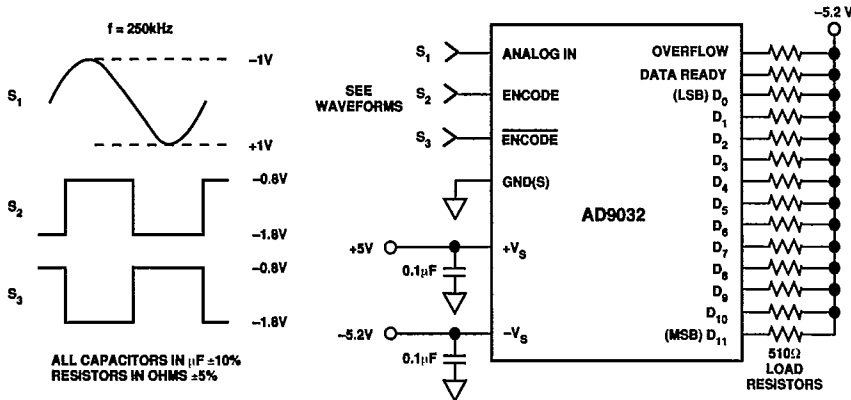 f = 250kHz
S1
–1V
+1V
S2
–0.8V
–1.8V
S3
–0.8V
–1.8V
ALL CAPACITORS IN µF ±10%
RESISTORS IN OHMS ±5%
SEE
WAVEFORMS
S1
S2
S3
+5V
0.1µF
–5.2V
0.1µF
ANALOG IN
ENCODE
ENCODE
GND(S)
+VS
–VS
AD9032
OVERFLOW
DATA READY
(LSB) D0
D1
D2
D3
D4
D5
D6
D7
D8
D9
D10
(MSB) D11
–5.2 V
510Ω
LOAD
RESISTORS